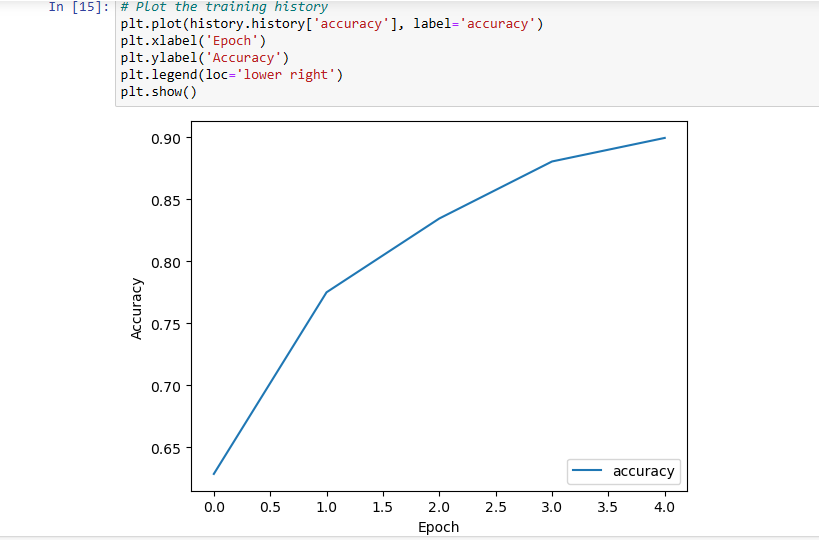 In [15]: # Plot the training history
plt.plot(history.history['accuracy'], label='accuracy')
plt.xlabel('Epoch')
plt.ylabel('Accuracy')
plt.legend(loc='lower right')
plt.show()
0.90
0.85
0.80
0.75
0.70
0.65
Accuracy
accuracy
0.0 0.5 1.0 1.5 2.0 2.5 3.0 3.5 4.0
Epoch